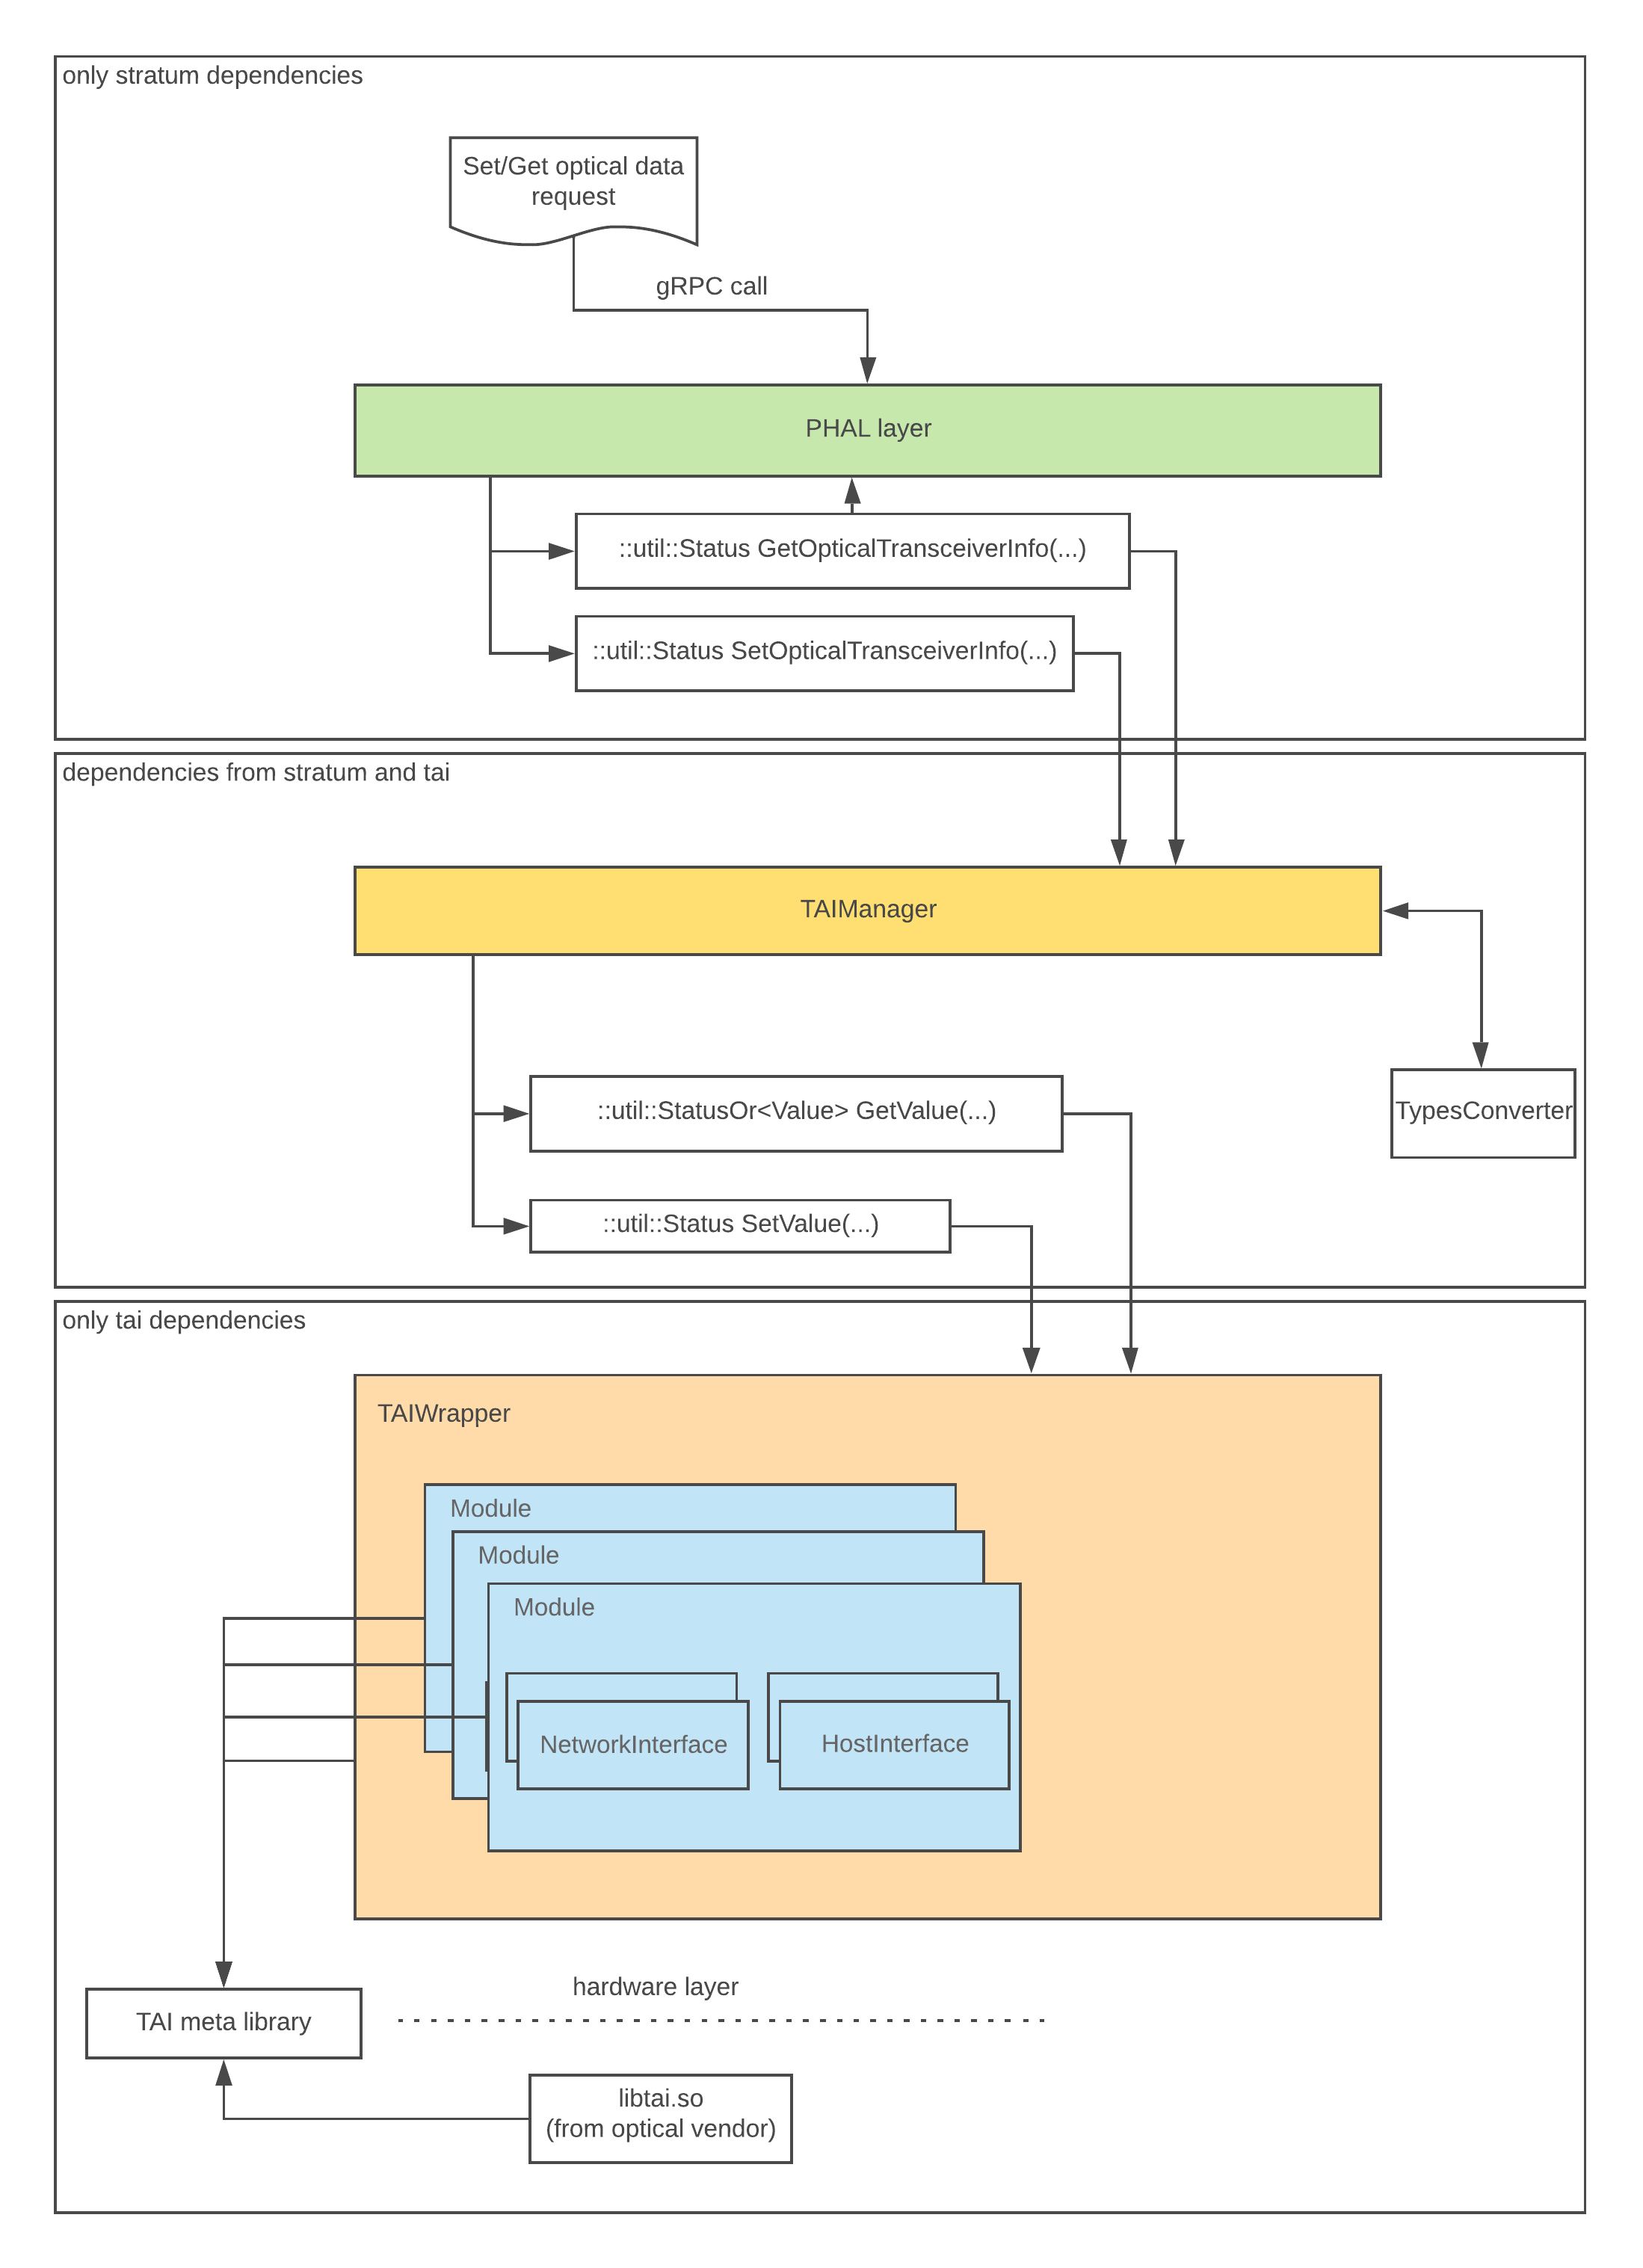 only stratum dependencies
Set/Get optical data
request
gRPC call
PHAL layer
::util::Status GetOpticalTransceiverInfo(...)
::util::Status SetOpticalTransceiverInfo(...)
dependencies from stratum and tai
TAIManager
::util::StatusOr<Value> GetValue(...)
TypesConverter
::util::Status SetValue(...)
only tai dependencies
TAIWrapper
Module
Module
Module
NetworkInterface
HostInterface
hardware layer
TAI meta library
libtai.so
(from optical vendor)